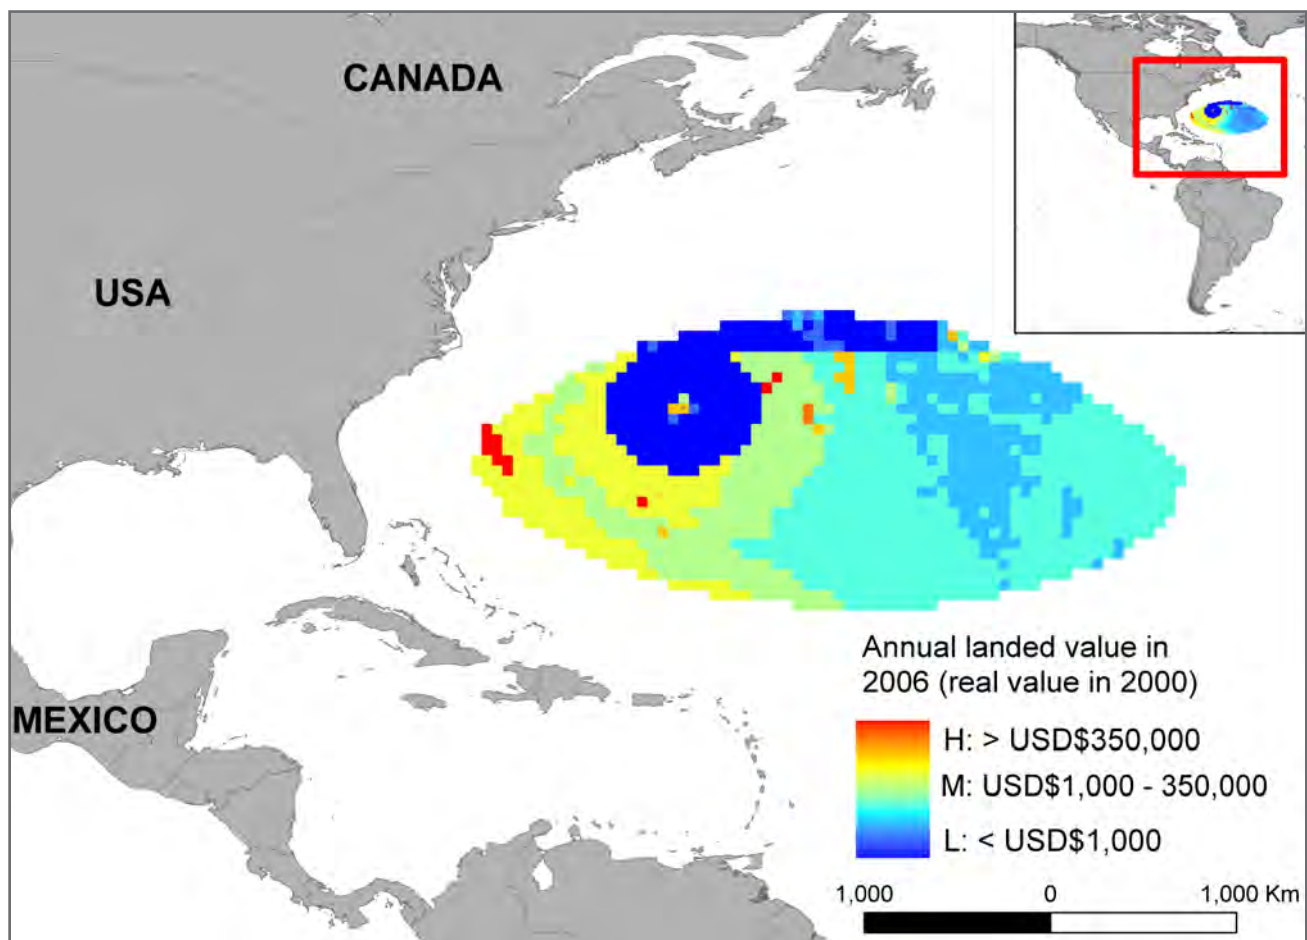 CANADA
USA
MEXICO
Annual landed value in
2006 (real value in 2000)
H: > USD$350,000
M: USD$1,000 - 350,000
L: < USD$1,000
1,000 0 1,000 Km